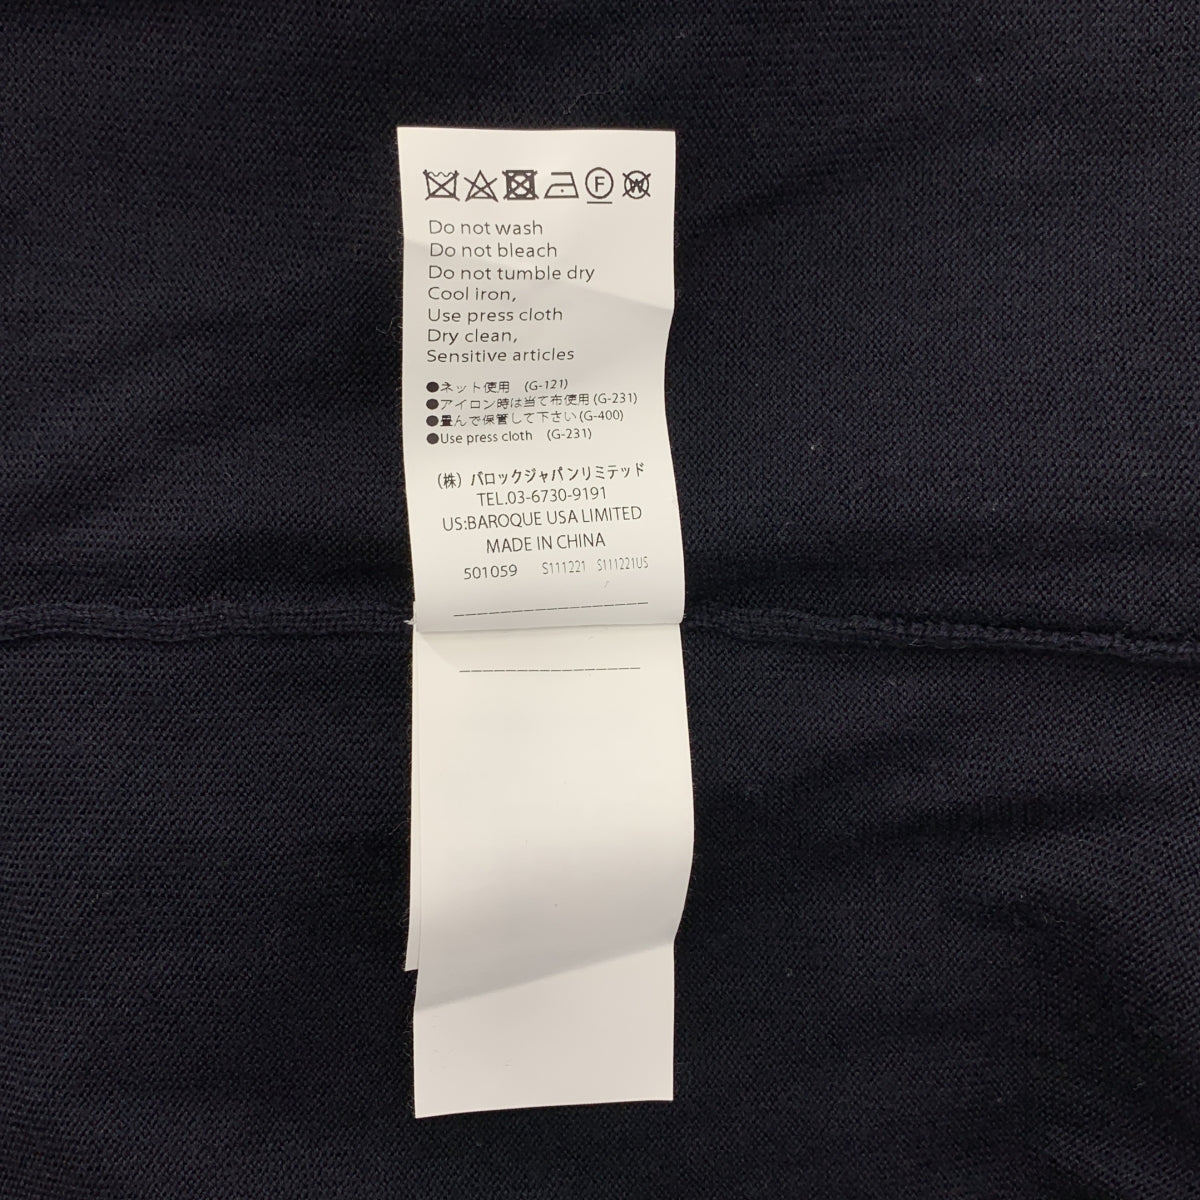 F W
Do not wash
Do not bleach
Do not tumble dry
Cool iron,
Use press cloth
Dry clean,
Sensitive articles
●ネット使用 (G-121)
●アイロン時は当て布使用(G-231)
●畳んで保管して下さい(G-400)
●Use press cloth (G-231)
(株) バロックジャパンリミテッド
TEL.03-6730-9191
US:BAROQUE USA LIMITED
MADE IN CHINA
501059 S111221 S111221US